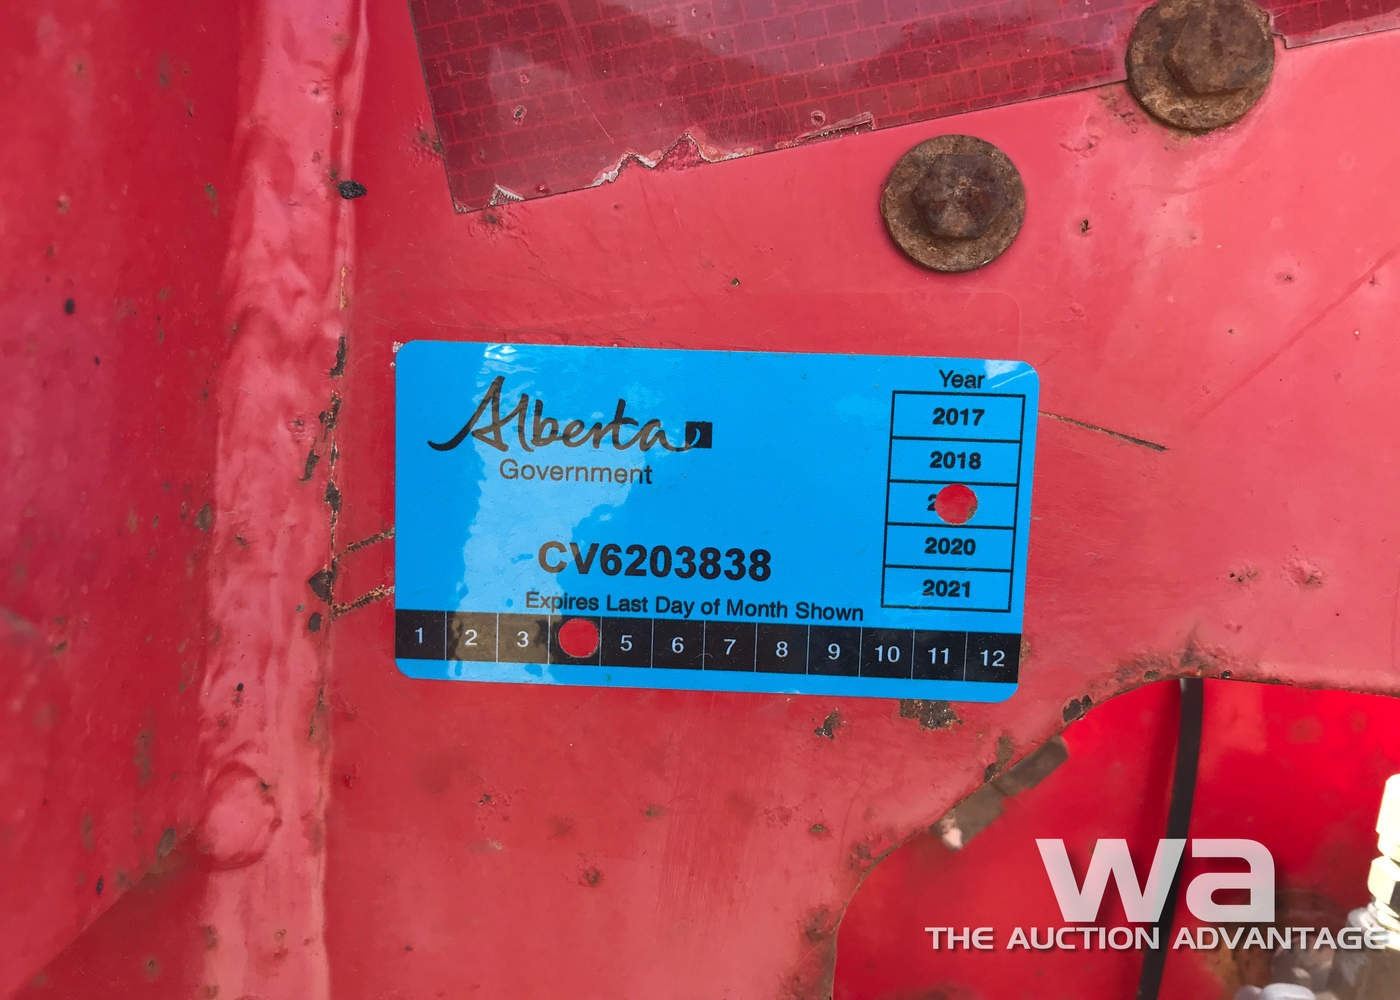 Alberta
Government
CV6203838
Expires Last Day of Month Shown
1 2 3 5 6 7 8 9 10 11 12
Year
2017
2018
2020
2021
wa
THE AUCTION ADVANTAGE